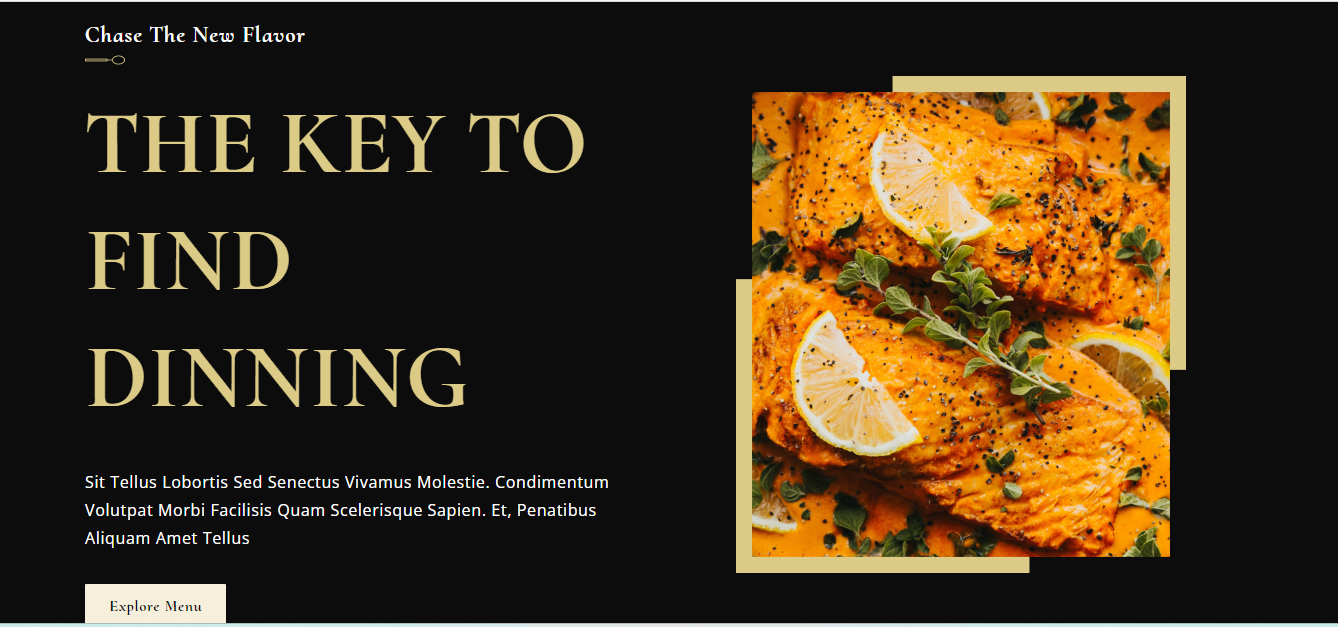 Chase The New Flavor
THE KEY TO
FIND
DINNING
Sit Tellus Lobortis Sed Senectus Vivamus Molestie. Condimentum
Volutpat Morbi Facilisis Quam Scelerisque Sapien. Et, Penatibus
Aliquam Amet Tellus
Explore Menu